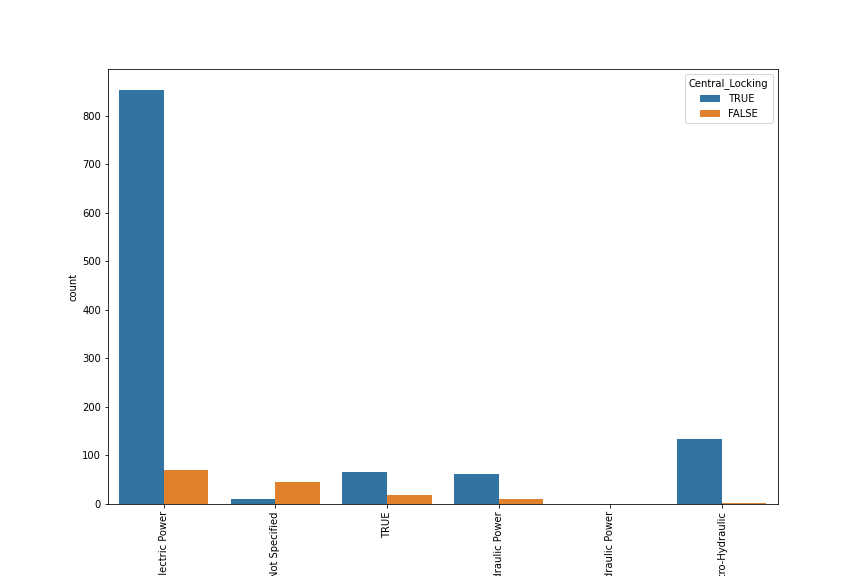 Central_Locking
TRUE
FALSE
800
700
600
500
400
300
200
100
0
count
lectric Power
Not Specified
TRUE
draulic Power
draulic Power
tro-Hydraulic